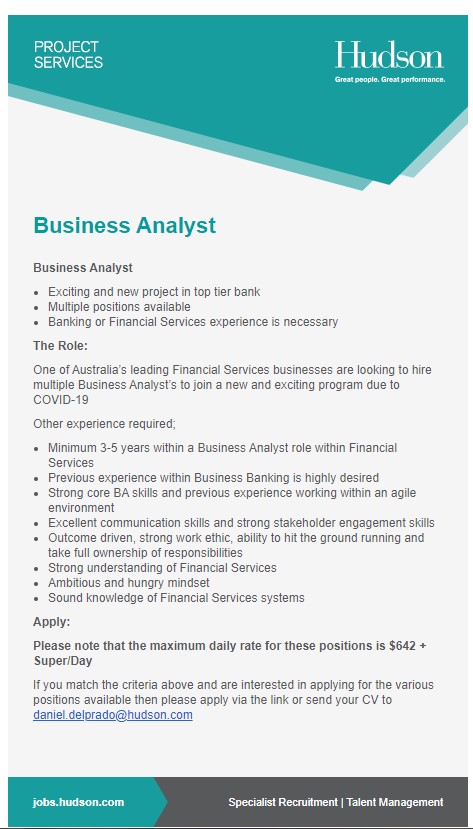 PROJECT
SERVICES
Hudson
Great people. Great performance.
Business Analyst
Business Analyst
• Exciting and new project in top tier bank
• Multiple positions available
• Banking or Financial Services experience is necessary
The Role:
One of Australia's leading Financial Services businesses are looking to hire
multiple Business Analyst's to join a new and exciting program due to
COVID-19
Other experience required;
• Minimum 3-5 years within a Business Analyst role within Financial
Services
• Previous experience within Business Banking is highly desired
• Strong core BA skills and previous experience working within an agile
environment
• Excellent communication skills and strong stakeholder engagement skills
• Outcome driven, strong work ethic, ability to hit the ground running and
take full ownership of responsibilities
• Strong understanding of Financial Services
• Ambitious and hungry mindset
• Sound knowledge of Financial Services systems
Apply:
Please note that the maximum daily rate for these positions is $642 +
Super/Day
If you match the criteria above and are interested in applying for the various
positions available then please apply via the link or send your CV to
daniel.delprado@hudson.com
jobs.hudson.com
Specialist Recruitment | Talent Management